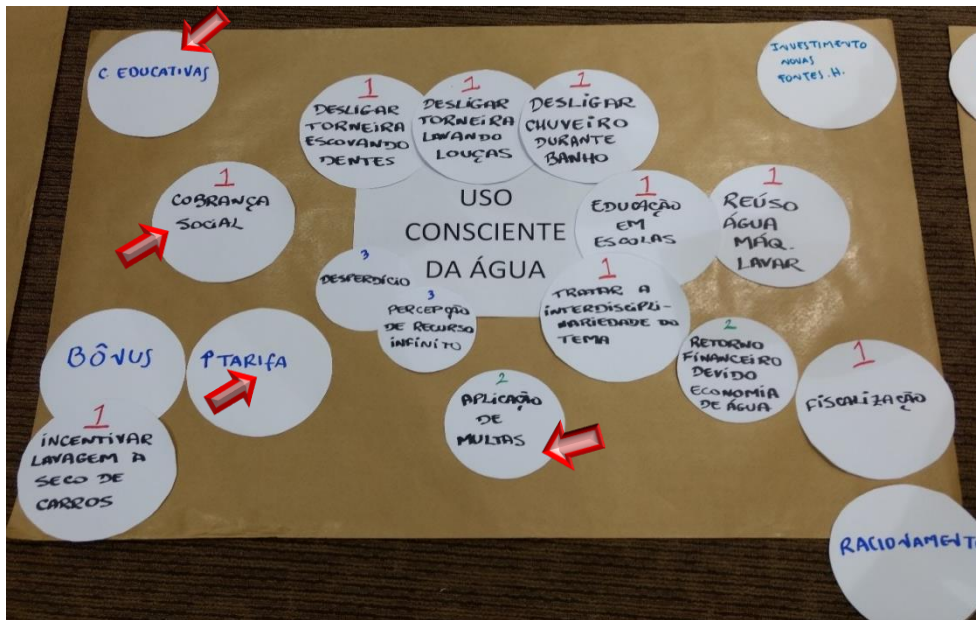 C. EDUCATIVAS
INVESTIMENTO
NOVAS
FONTES. H.
1
DESLIGAR
TORNEIRA
ESCOVANDO
DENTES
1
DESLIGAR
TORNEIRA
LAVANDO
LOUÇAS
1
DESLIGAR
CHUVEIRO
DURANTE
BANHO
1
COBRANÇA
SOCIAL
USO
CONSCIENTE
DA ÁGUA
1
EDUCAÇÃO
EM
ESCOLAS
1
REÚSO
ÁGUA
MÁQ.
LAVAR
3
DESPERDÍCIO
3
PERCEPÇÃO
DE RECURSO
INFINITO
1
TRATAR A
INTERDISCIPLI-
NARIEDADE DO
TEMA
BÔNUS
↑ TARIFA
2
RETORNO
FINANCEIRO
DEVIDO
ECONOMIA
DE ÁGUA
1
FISCALIZAÇÃO
2
APLICAÇÃO
DE
MULTAS
1
INCENTIVAR
LAVAGEM A
SECO DE
CARROS
RACIONAMENTO